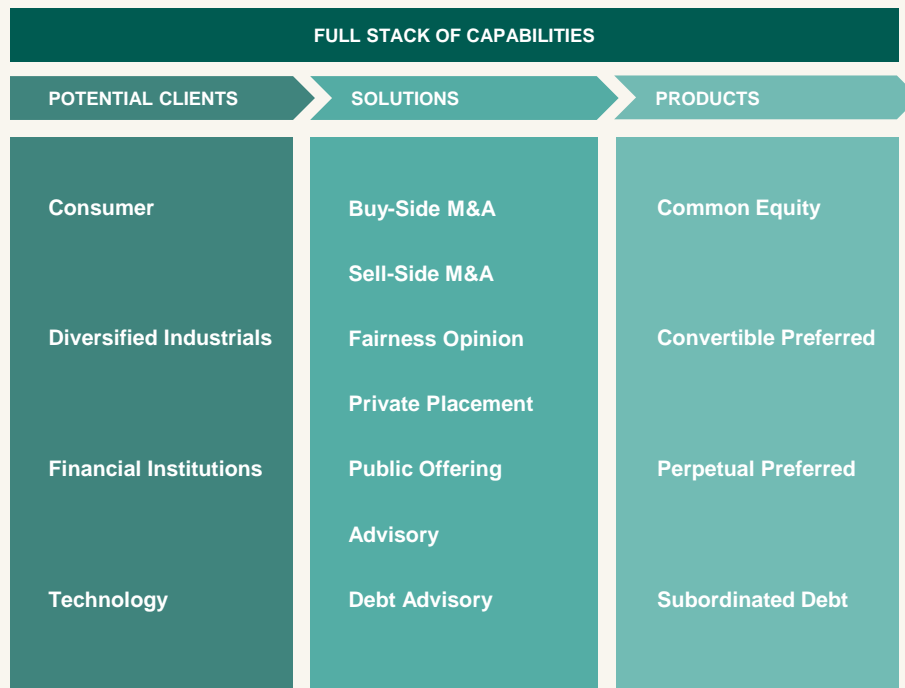 FULL STACK OF CAPABILITIES
POTENTIAL CLIENTS
SOLUTIONS
PRODUCTS
Consumer
Diversified Industrials
Financial Institutions
Technology
Buy-Side M&A
Sell-Side M&A
Fairness Opinion
Private Placement
Public Offering
Advisory
Debt Advisory
Common Equity
Convertible Preferred
Perpetual Preferred
Subordinated Debt